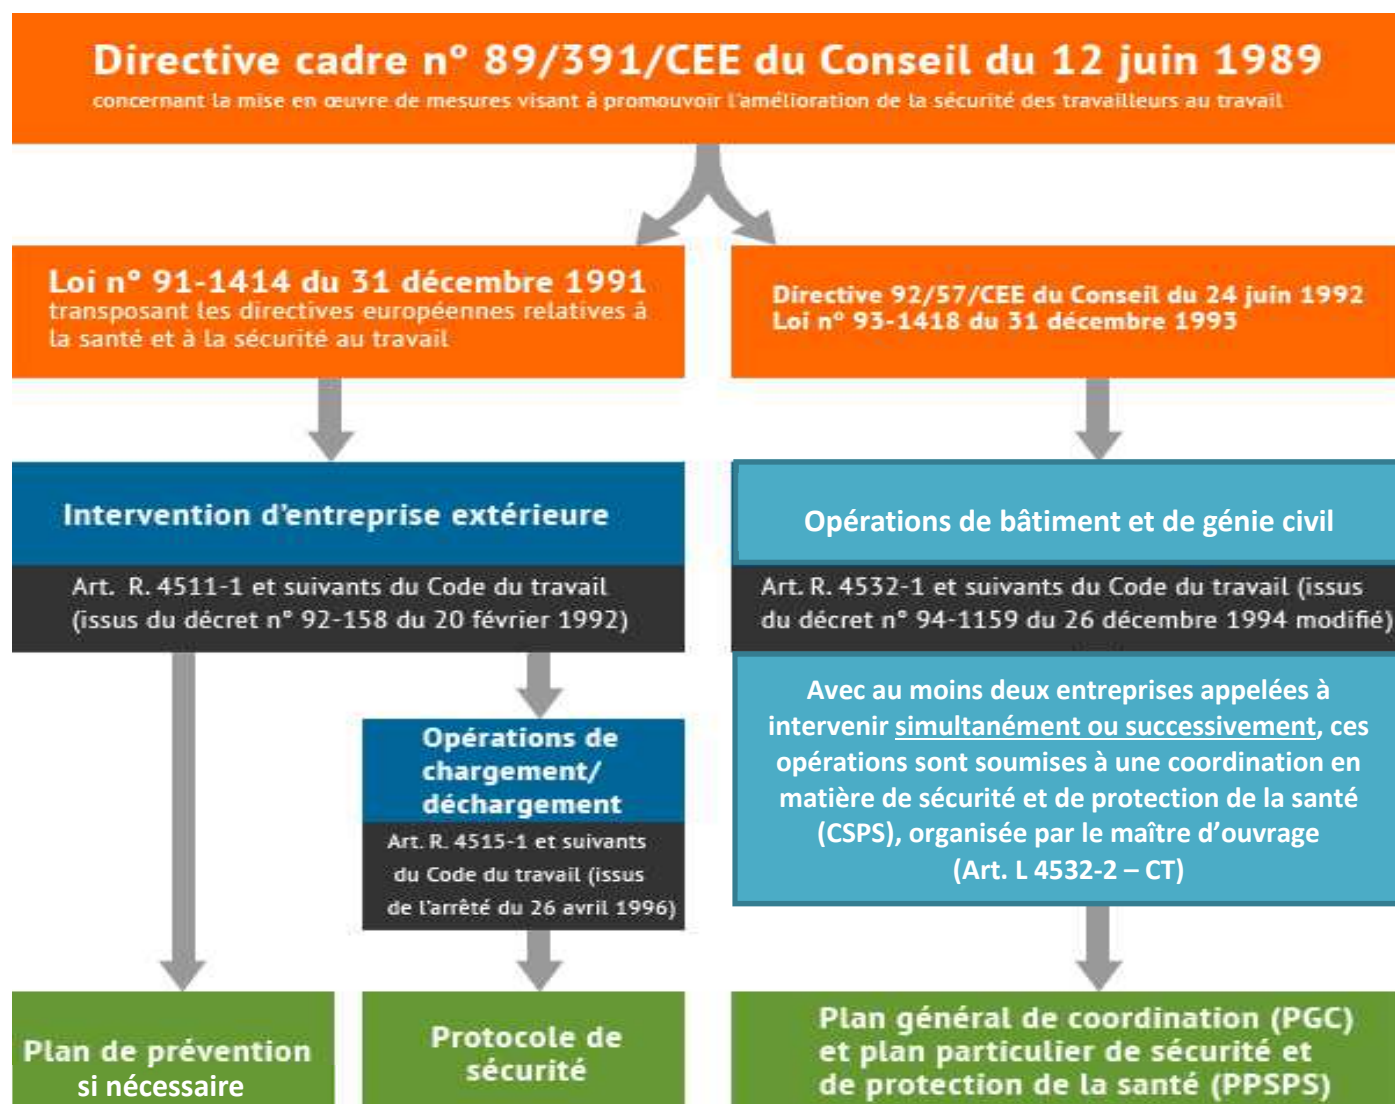 Directive cadre n° 89/391/CEE du Conseil du 12 juin 1989
concernant la mise en œuvre de mesures visant à promouvoir l'amélioration de la sécurité des travailleurs au travail
Loi n° 91-1414 du 31 décembre 1991
transposant les directives européennes relatives à
la santé et à la sécurité au travail
Directive 92/57/CEE du Conseil du 24 juin 1992
Loi n° 93-1418 du 31 décembre 1993
Intervention d'entreprise extérieure
Art. R. 4511-1 et suivants du Code du travail
(issus du décret n° 92-158 du 20 février 1992)
Opérations de bâtiment et de génie civil
Art. R. 4532-1 et suivants du Code du travail (issus
du décret n° 94-1159 du 26 décembre 1994 modifié)
Opérations de
chargement/
déchargement
Art. R. 4515-1 et suivants
du Code du travail (issus
de l'arrêté du 26 avril 1996)
Avec au moins deux entreprises appelées à
intervenir simultanément ou successivement, ces
opérations sont soumises à une coordination en
matière de sécurité et de protection de la santé
(CSPS), organisée par le maître d'ouvrage
(Art. L 4532-2 – CT)
Plan de prévention
si nécessaire
Protocole de
sécurité
Plan général de coordination (PGC)
et plan particulier de sécurité et
de protection de la santé (PPSPS)